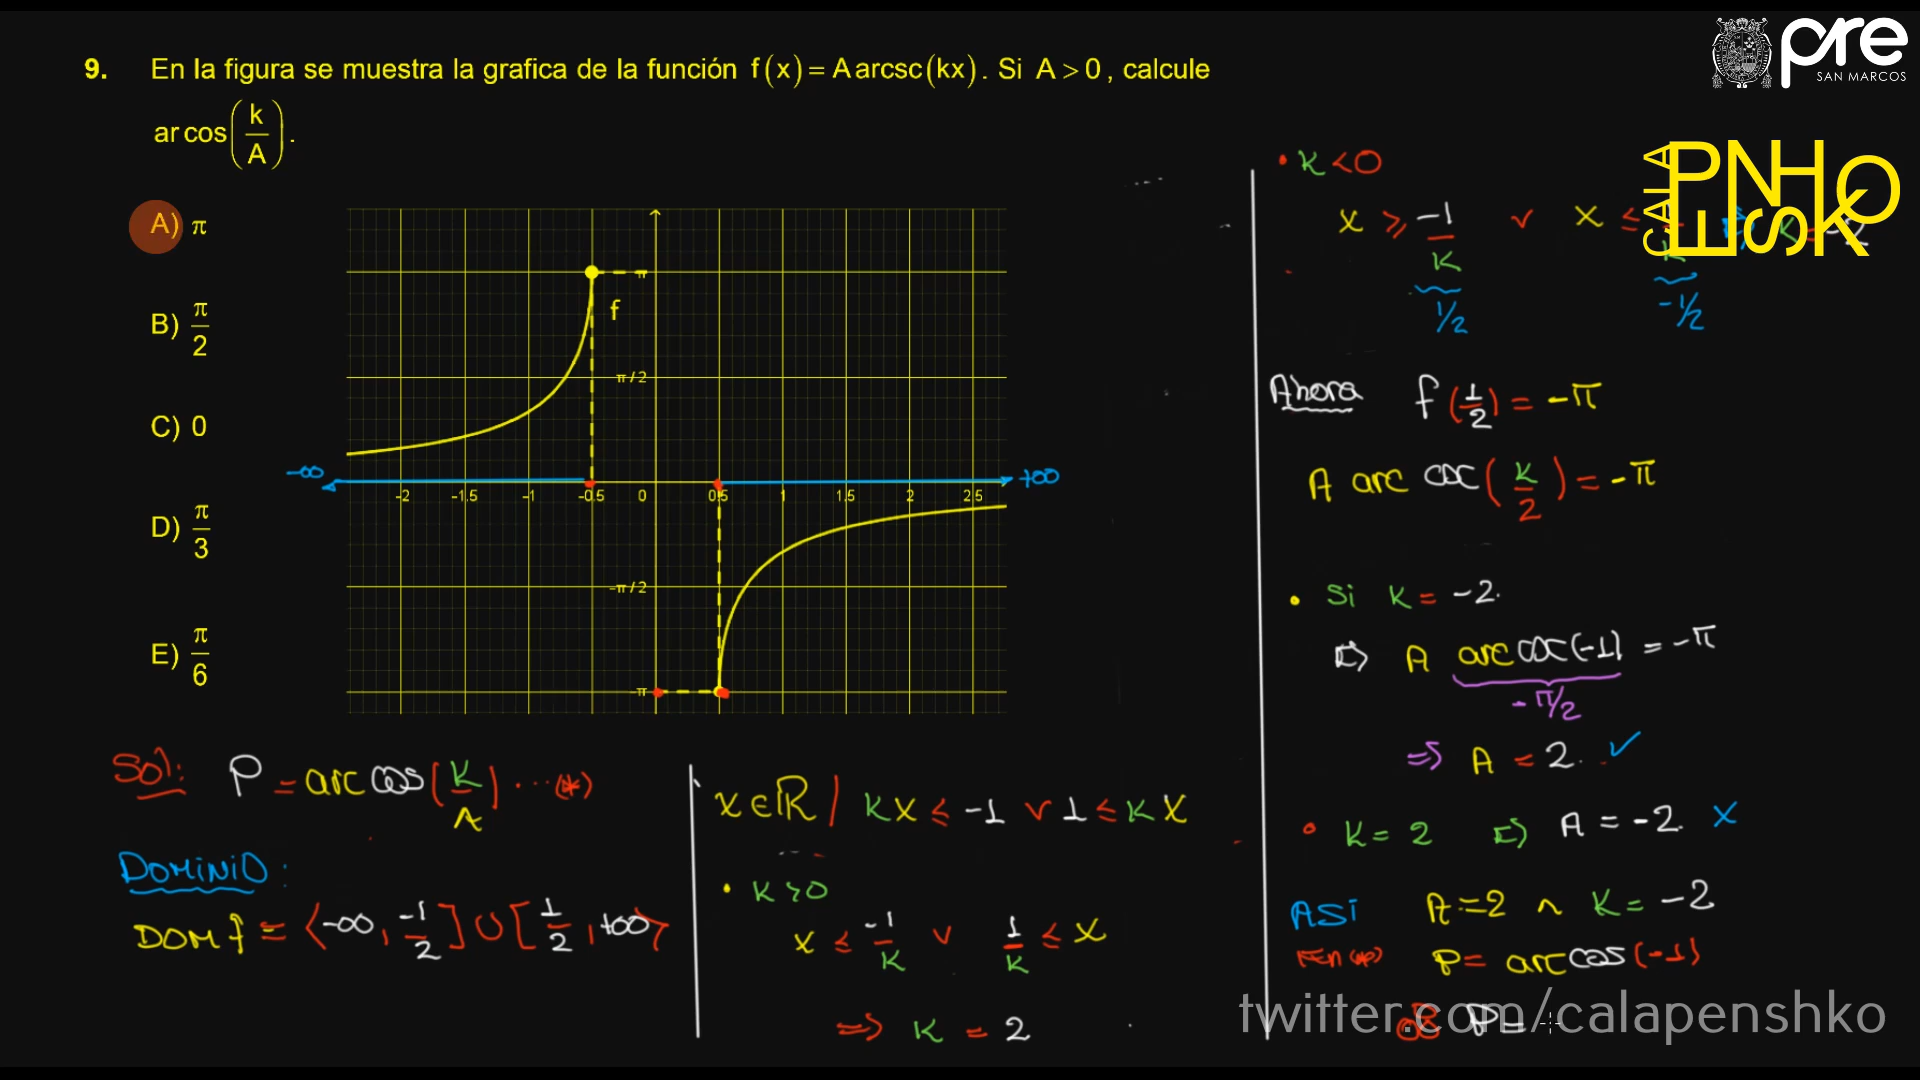 9. En la figura se muestra la grafica de la función f(x) = A arcsc(kx). Si A > 0, calcule
arcos(k/A).
A) π
B) π/2
C) 0
D) π/3
E) π/6
pre
SAN MARCOS
CALA
PNHO
ESK
π
f
π/2
-∞
+∞
-2 -1.5 -1 -0.5 0 0.5 1 1.5 2 2.5
-π/2
-π
Sol: P = arc cos(K/A) ...(*)
DOMINIO:
DOM f = ⟨-∞, -1/2] ∪ [1/2, +∞⟩
x ∈ ℝ / Kx ≤ -1 ∨ 1 ≤ Kx
• K > 0
x ≤ -1/K ∨ 1/K ≤ x
⇒ K = 2
• K < 0
x ≥ -1/K ∨ x ≤
1/2
-1/2
Ahora f(1/2) = -π
A arc csc(K/2) = -π
• Si K = -2.
⇒ A arc csc(-1) = -π
-π/2
⇒ A = 2. ✓
• K = 2 ⇒ A = -2. X
ASI A = 2 ∧ K = -2
En (*) P = arc cos(-1)
P =
twitter.com/calapenshko